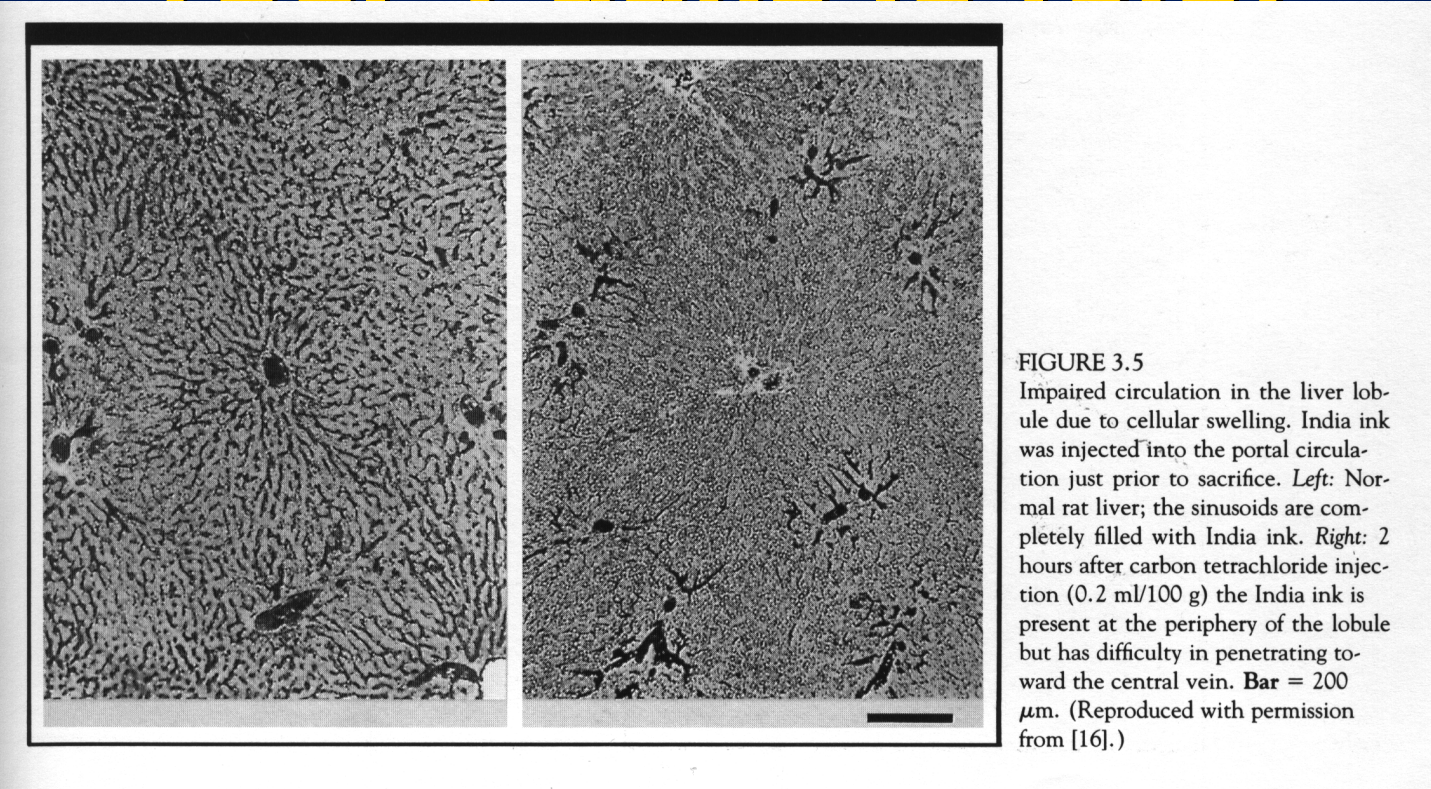 FIGURE 3.5
Impaired circulation in the liver lob-
ule due to cellular swelling. India ink
was injected into the portal circula-
tion just prior to sacrifice. Left: Nor-
mal rat liver; the sinusoids are com-
pletely filled with India ink. Right: 2
hours after carbon tetrachloride injec-
tion (0.2 ml/100 g) the India ink is
present at the periphery of the lobule
but has difficulty in penetrating to-
ward the central vein. Bar = 200
μm. (Reproduced with permission
from [16].)